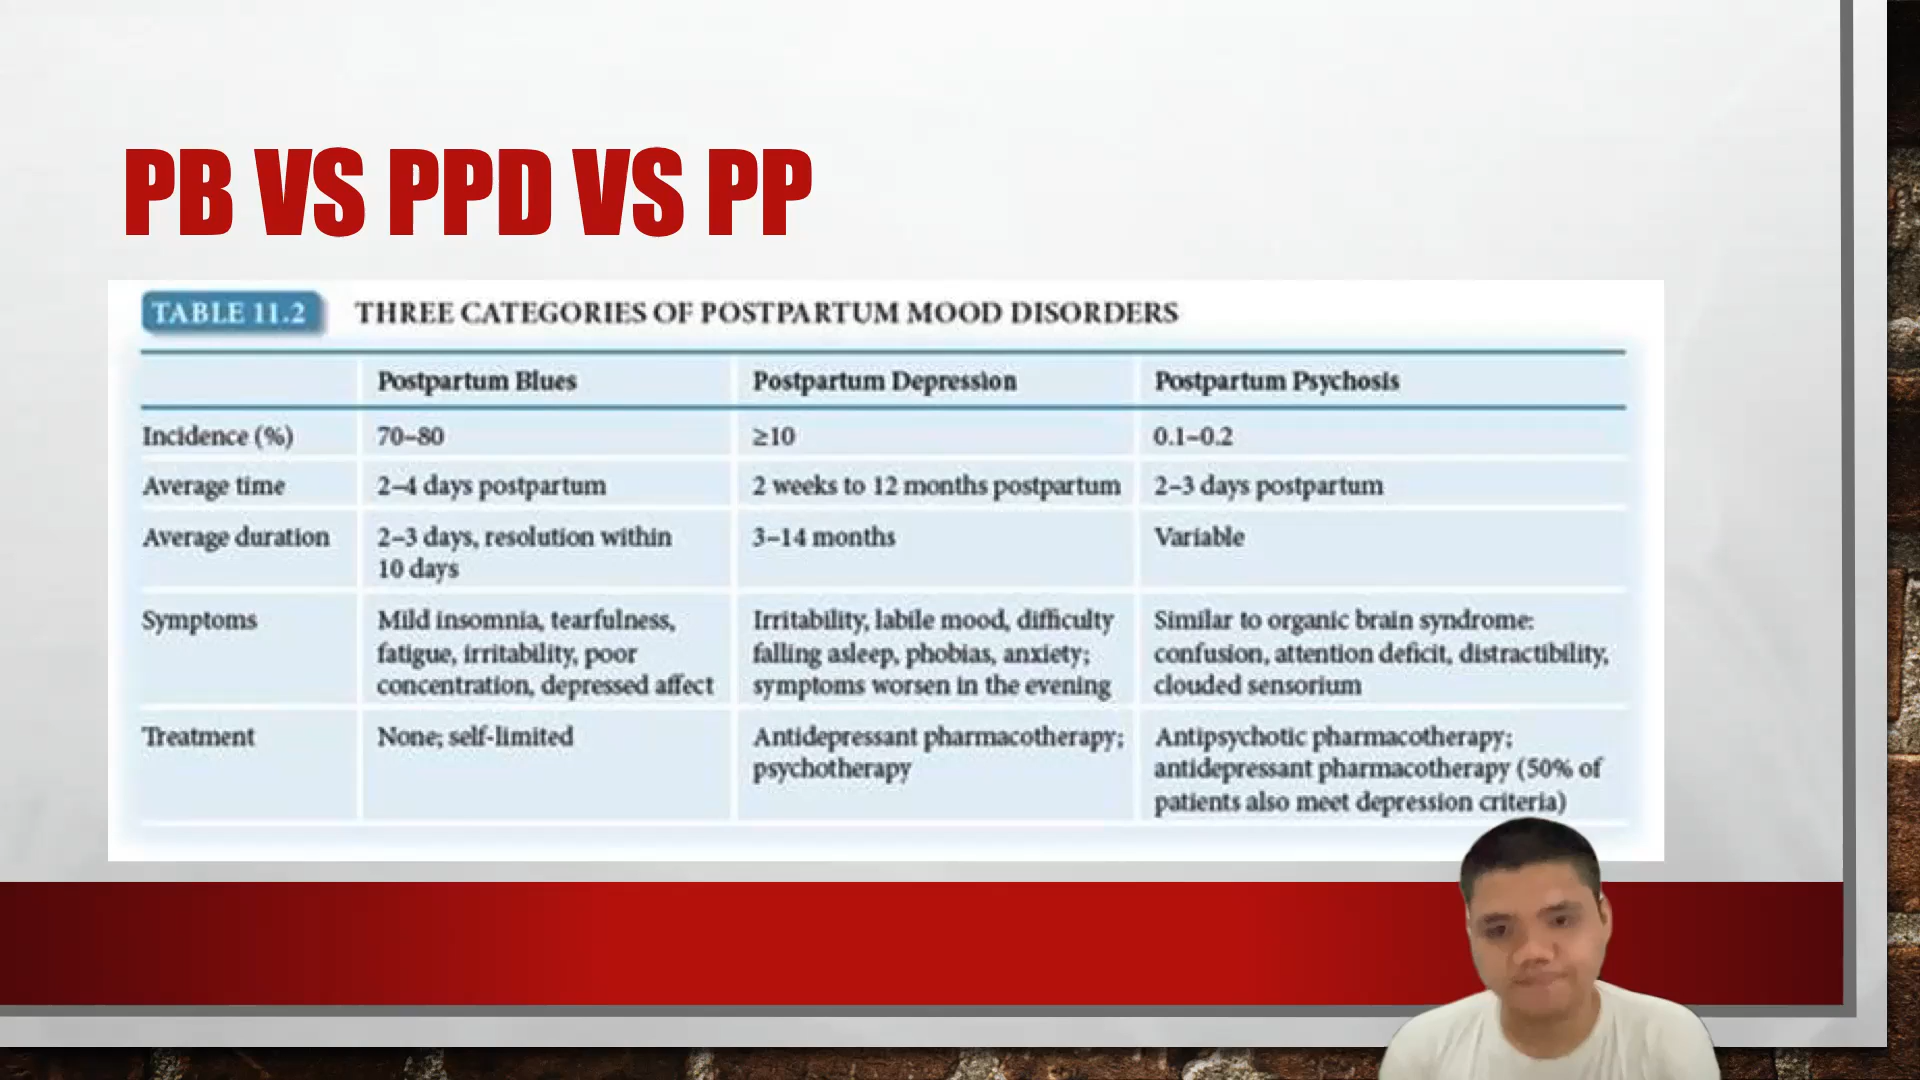 PB VS PPD VS PP
TABLE 11.2 THREE CATEGORIES OF POSTPARTUM MOOD DISORDERS
Postpartum Blues Postpartum Depression Postpartum Psychosis
Incidence (%) 70–80 ≥10 0.1–0.2
Average time 2–4 days postpartum 2 weeks to 12 months postpartum 2–3 days postpartum
Average duration 2–3 days, resolution within 3–14 months Variable
10 days
Symptoms Mild insomnia, tearfulness, Irritability, labile mood, difficulty Similar to organic brain syndrome:
fatigue, irritability, poor falling asleep, phobias, anxiety; confusion, attention deficit, distractibility,
concentration, depressed affect symptoms worsen in the evening clouded sensorium
Treatment None; self-limited Antidepressant pharmacotherapy; Antipsychotic pharmacotherapy;
psychotherapy antidepressant pharmacotherapy (50% of
patients also meet depression criteria)